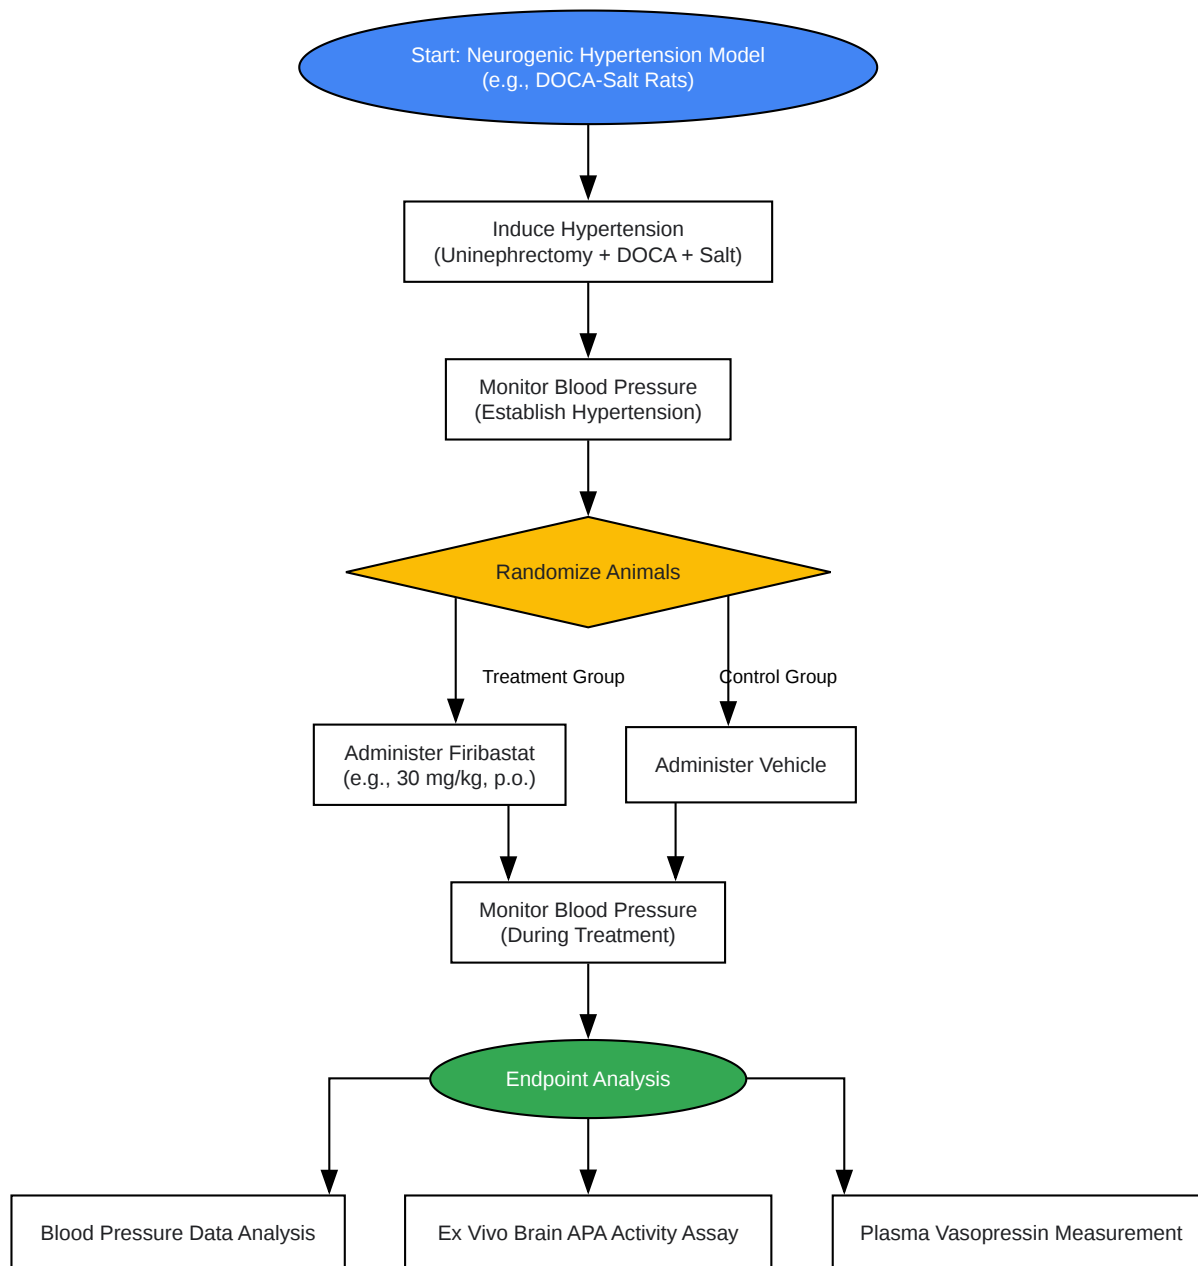 Start: Neurogenic Hypertension Model
(e.g., DOCA-Salt Rats)
Induce Hypertension
(Uninephrectomy + DOCA + Salt)
Monitor Blood Pressure
(Establish Hypertension)
Randomize Animals
Treatment Group
Control Group
Administer Firibastat
(e.g., 30 mg/kg, p.o.)
Administer Vehicle
Monitor Blood Pressure
(During Treatment)
Endpoint Analysis
Blood Pressure Data Analysis
Ex Vivo Brain APA Activity Assay
Plasma Vasopressin Measurement